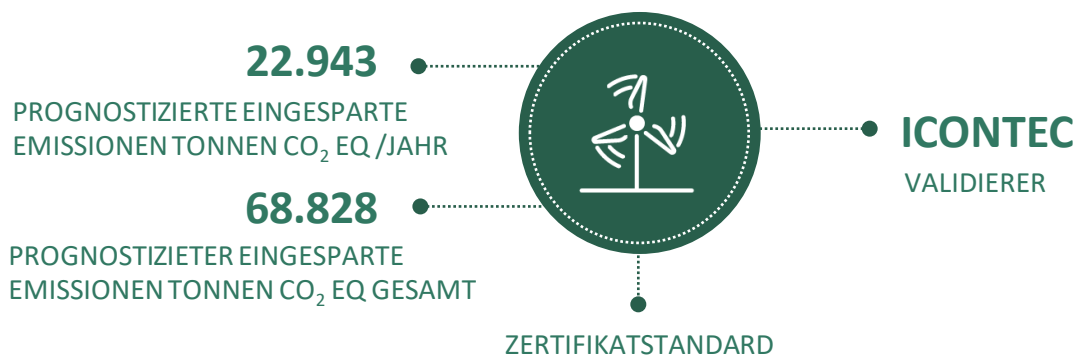 22.943
PROGNOSTIZIERTE EINGESPARTE
EMISSIONEN TONNEN CO₂ EQ /JAHR
68.828
PROGNOSTIZIETER EINGESPARTE
EMISSIONEN TONNEN CO₂ EQ GESAMT
ICONTEC
VALIDIERER
ZERTIFIKATSTANDARD